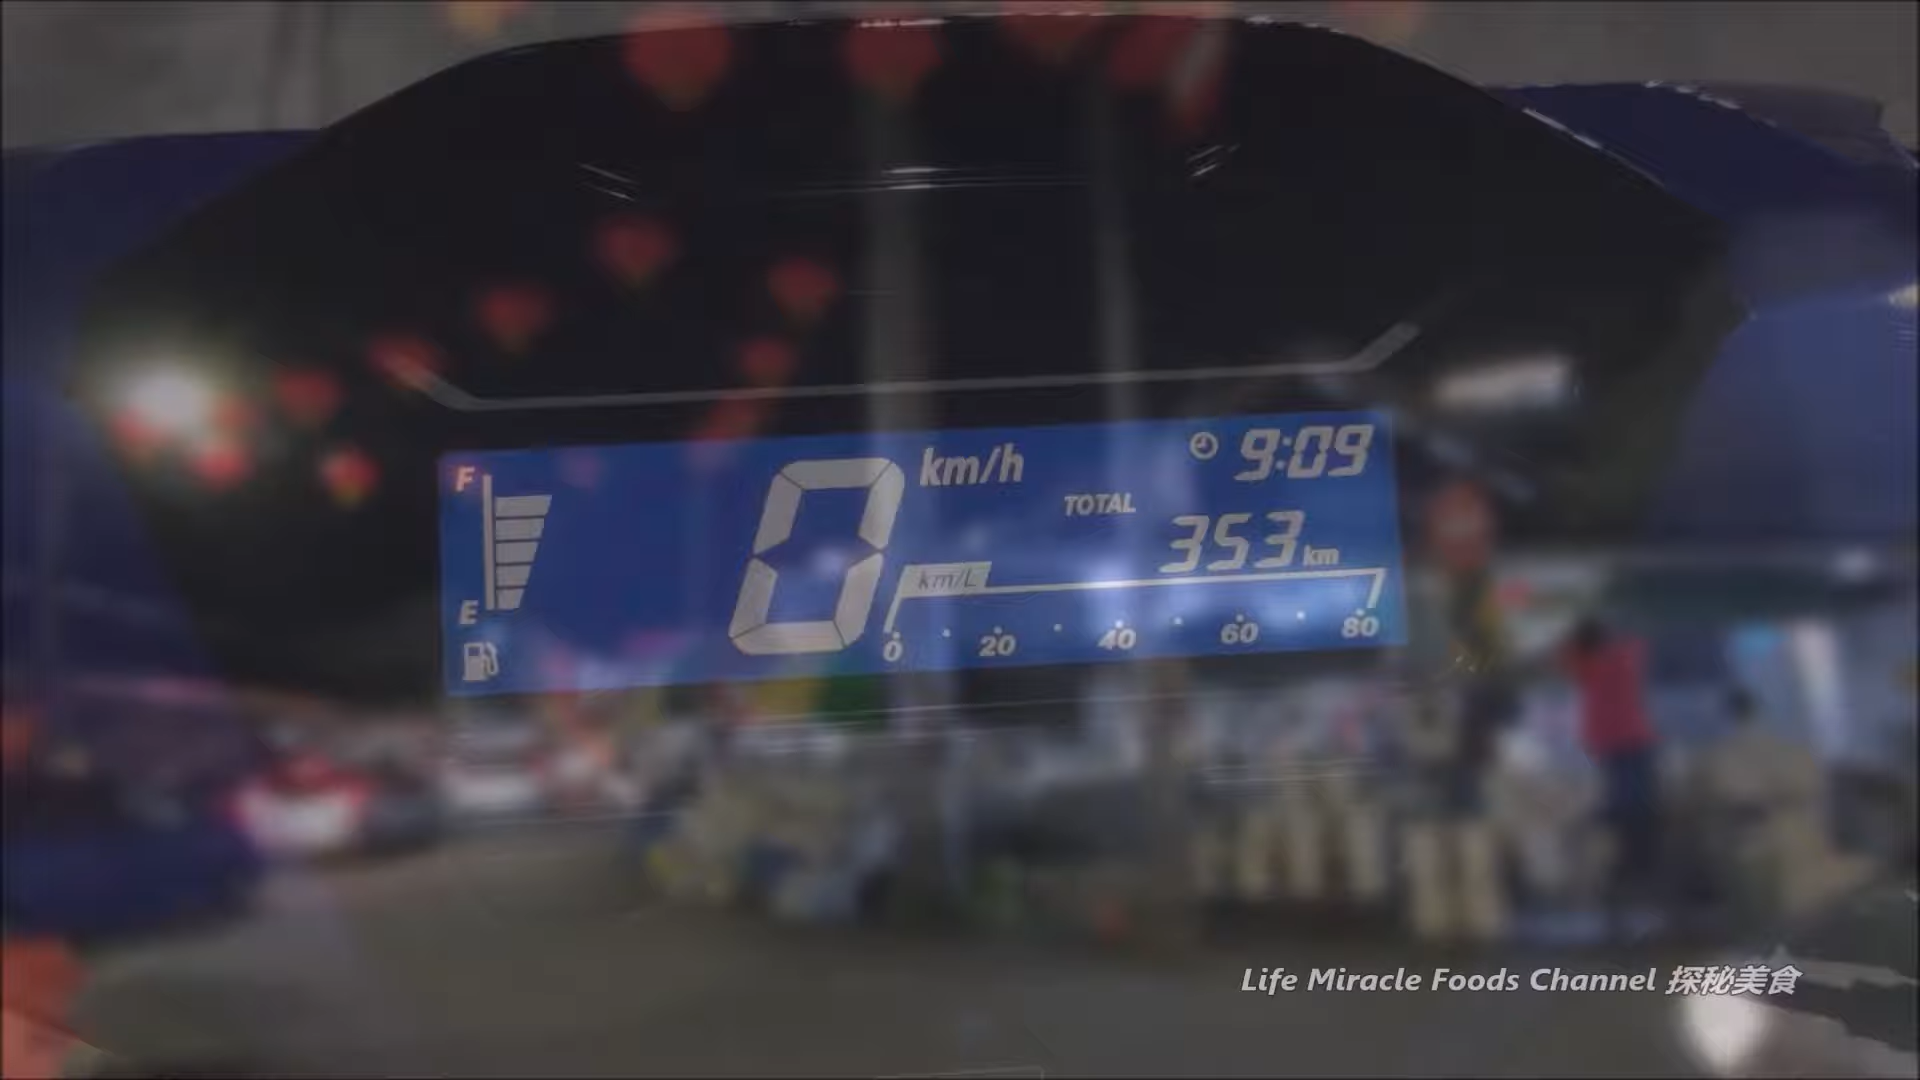 F
0 km/h
9:09
TOTAL
353 km
km/L
E
0 20 40 60 80
Life Miracle Foods Channel 探秘美食